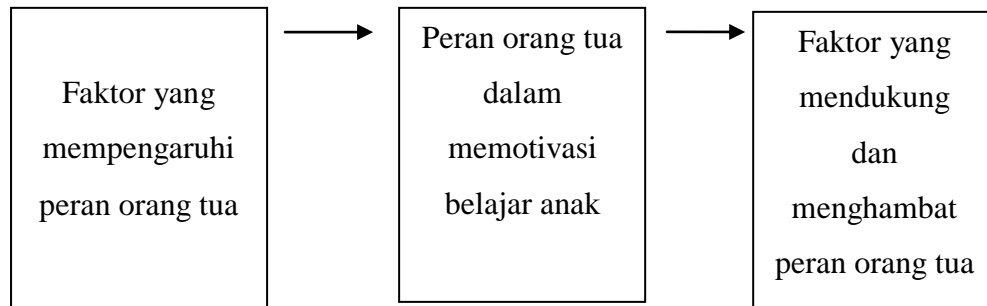 Faktor yang
mempengaruhi
peran orang tua
Peran orang tua
dalam
memotivasi
belajar anak
Faktor yang
mendukung
dan
menghambat
peran orang tua